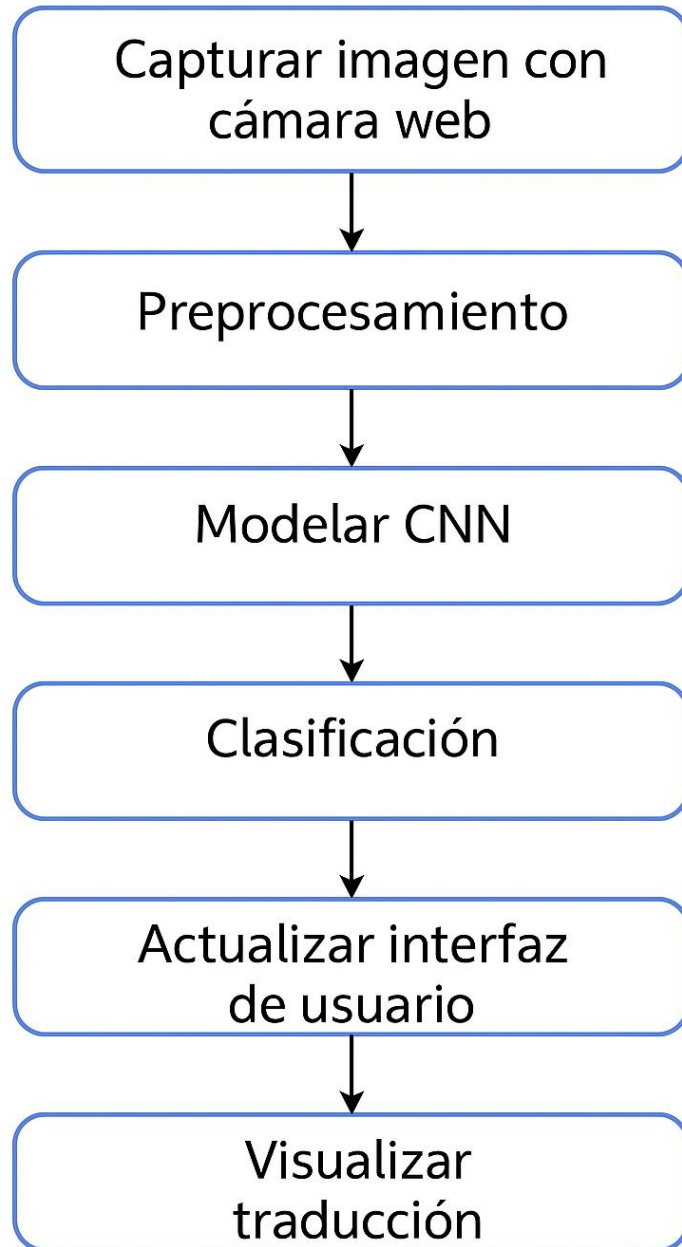 Capturar imagen con
cámara web
Preprocesamiento
Modelar CNN
Clasificación
Actualizar interfaz
de usuario
Visualizar
traducción